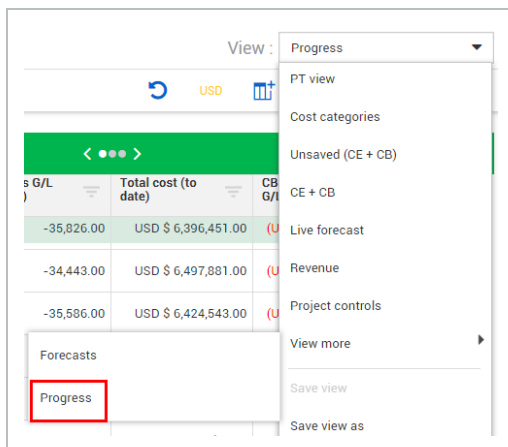 View : Progress
USD
PT view
Cost categories
Unsaved (CE + CB)
CE + CB
Live forecast
Revenue
Project controls
View more
Save view
Save view as
s G/L
)
Total cost (to
date)
CB
G/L
-35,826.00 USD $ 6,396,451.00 (U
-34,443.00 USD $ 6,497,881.00 (U
-35,586.00 USD $ 6,424,543.00 (U
Forecasts
Progress